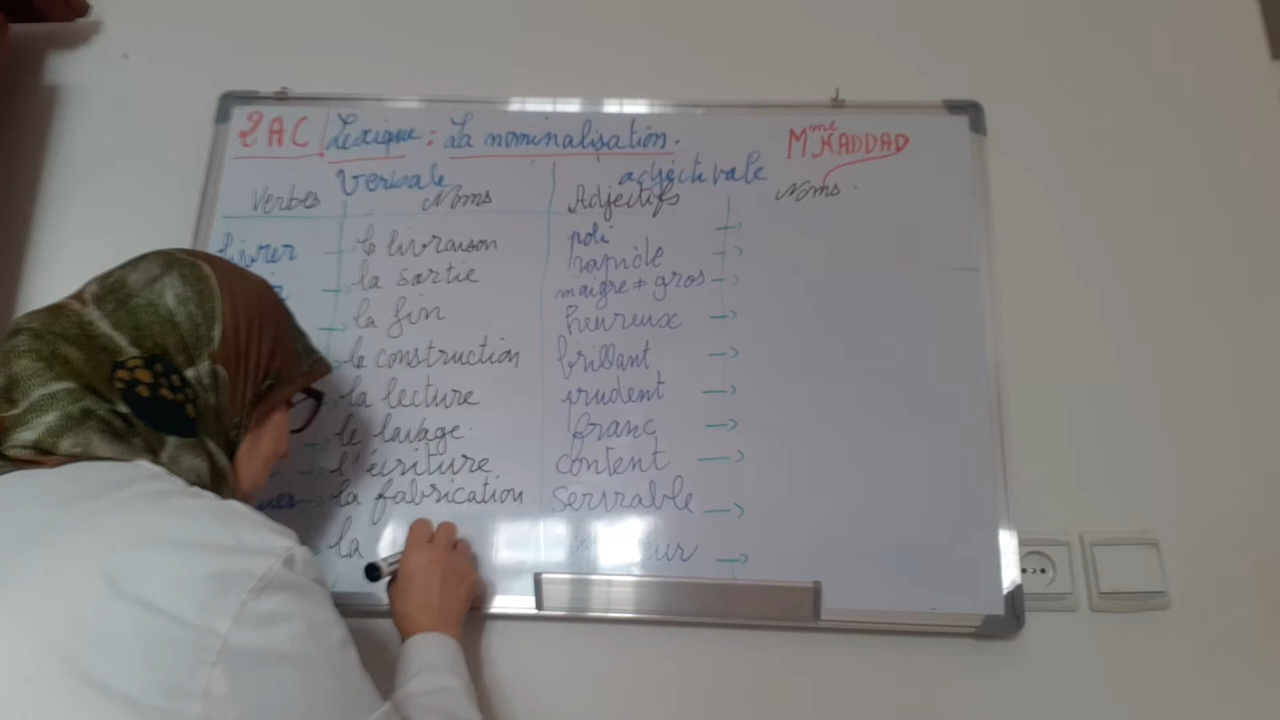 2AC Lexique : La nominalisation. Mme KADDAD
Verbale adjectivale
Verbes Noms Adjectifs Noms.
livrer → la livraison poli →
la sortie rapide →
→ la fin maigre ≠ gros →
la construction heureux →
la lecture brillant →
le lavage prudent →
l'écriture franc →
la fabrication content →
la serviable →